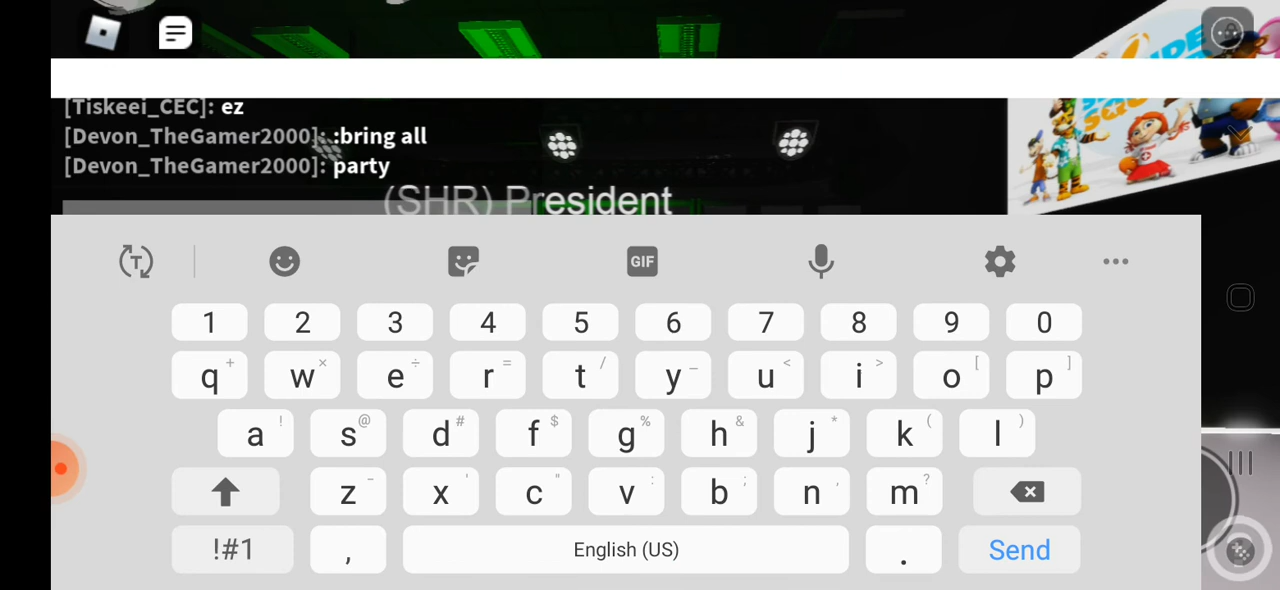 [Tiskeei_CEC]: ez
[Devon_TheGamer2000]: :bring all
[Devon_TheGamer2000]: party
(SHR) President
GIF
1 2 3 4 5 6 7 8 9 0
q + w × e ÷ r = t / y _ u < i > o [ p ]
a ! s @ d # f $ g % h & j * k ( l )
z - x ' c " v : b ; n , m ?
!#1 , English (US) . Send